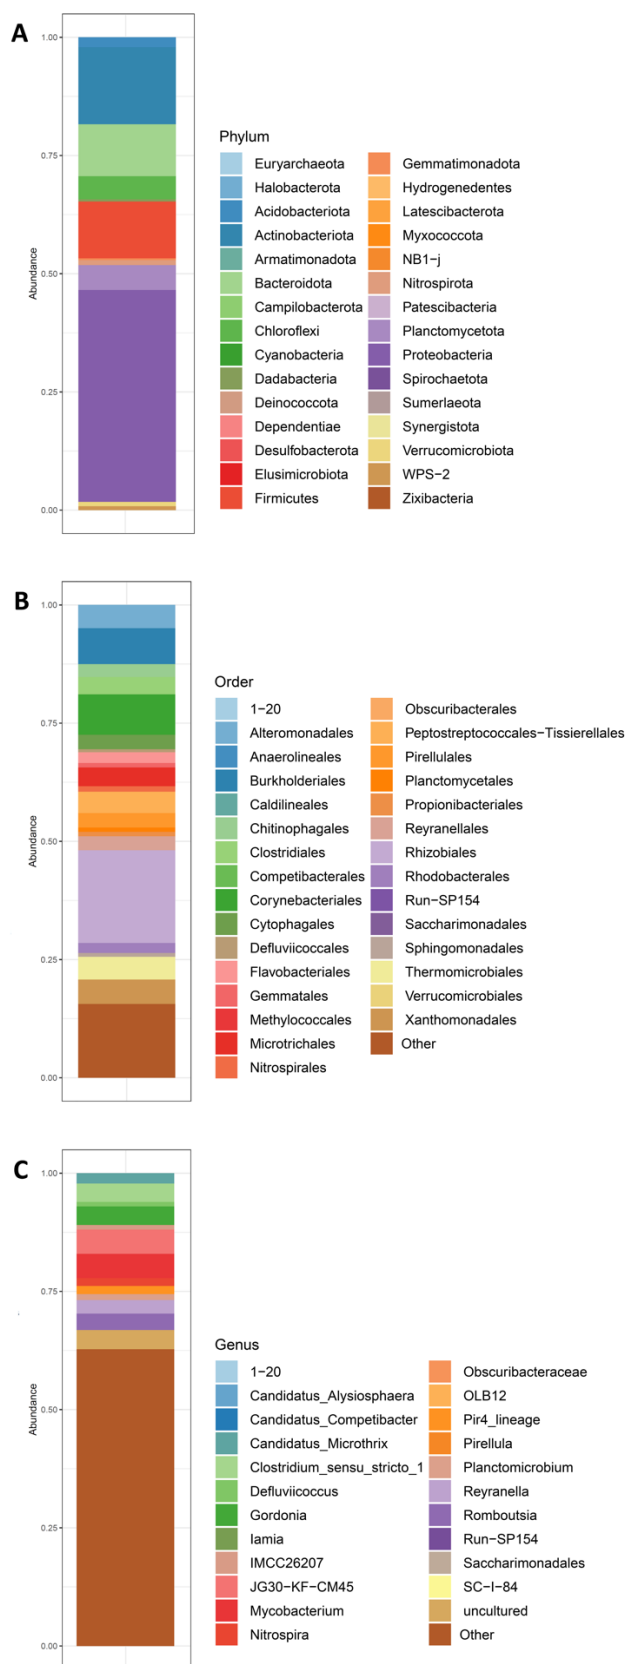 A
1.00
0.75
0.50
0.25
0.00
Abundance
Phylum
Euryarchaeota
Halobacterota
Acidobacteriota
Actinobacteriota
Armatimonadota
Bacteroidota
Campilobacterota
Chloroflexi
Cyanobacteria
Dadabacteria
Deinococcota
Dependentiae
Desulfobacterota
Elusimicrobiota
Firmicutes
Gemmatimonadota
Hydrogenedentes
Latescibacterota
Myxococcota
NB1−j
Nitrospirota
Patescibacteria
Planctomycetota
Proteobacteria
Spirochaetota
Sumerlaeota
Synergistota
Verrucomicrobiota
WPS−2
Zixibacteria
B
1.00
0.75
0.50
0.25
0.00
Abundance
Order
1−20
Alteromonadales
Anaerolineales
Burkholderiales
Caldilineales
Chitinophagales
Clostridiales
Competibacterales
Corynebacteriales
Cytophagales
Defluviicoccales
Flavobacteriales
Gemmatales
Methylococcales
Microtrichales
Nitrospirales
Obscuribacterales
Peptostreptococcales−Tissierellales
Pirellulales
Planctomycetales
Propionibacteriales
Reyranellales
Rhizobiales
Rhodobacterales
Run−SP154
Saccharimonadales
Sphingomonadales
Thermomicrobiales
Verrucomicrobiales
Xanthomonadales
Other
C
1.00
0.75
0.50
0.25
0.00
Abundance
Genus
1−20
Candidatus_Alysiosphaera
Candidatus_Competibacter
Candidatus_Microthrix
Clostridium_sensu_stricto_1
Defluviicoccus
Gordonia
Iamia
IMCC26207
JG30−KF−CM45
Mycobacterium
Nitrospira
Obscuribacteraceae
OLB12
Pir4_lineage
Pirellula
Planctomicrobium
Reyranella
Romboutsia
Run−SP154
Saccharimonadales
SC−I−84
uncultured
Other